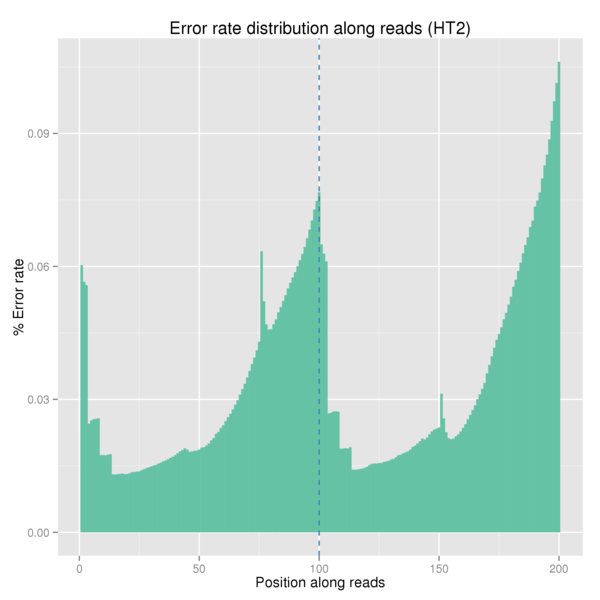 Error rate distribution along reads (HT2)
% Error rate
0.09
0.06
0.03
0.00
0 50 100 150 200
Position along reads